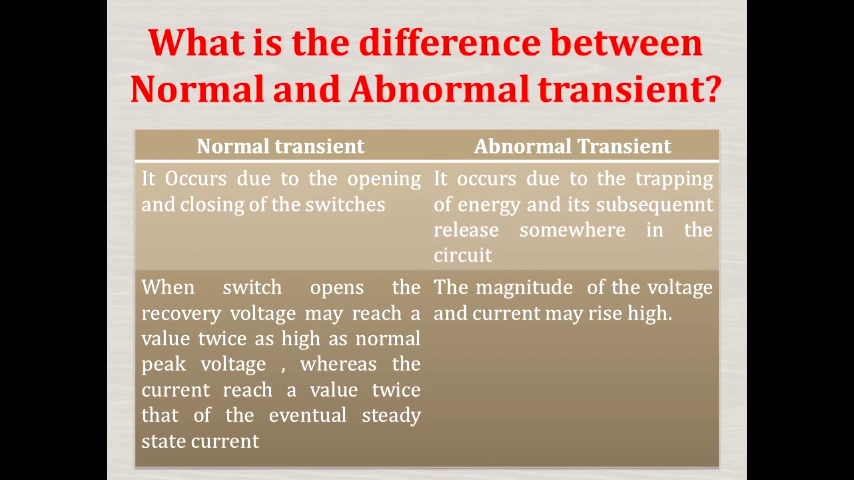 What is the difference between
Normal and Abnormal transient?
Normal transient
Abnormal Transient
It Occurs due to the opening
and closing of the switches
It occurs due to the trapping
of energy and its subsequennt
release somewhere in the
circuit
When switch opens the
recovery voltage may reach a
value twice as high as normal
peak voltage , whereas the
current reach a value twice
that of the eventual steady
state current
The magnitude of the voltage
and current may rise high.